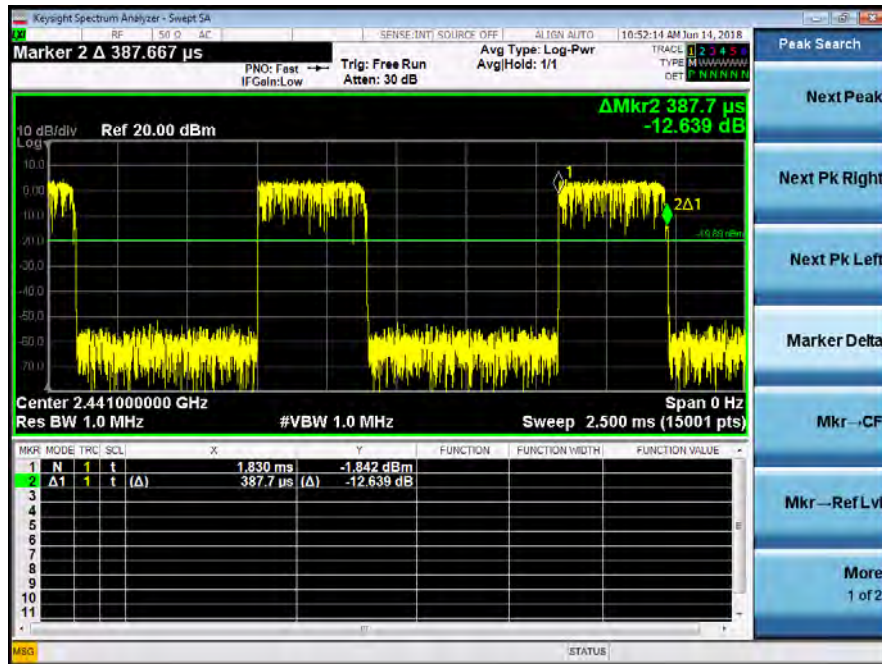 Keysight Spectrum Analyzer - Swept SA
RF 50 Ω AC SENSE:INT SOURCE OFF ALIGN AUTO 10:52:14 AM Jun 14, 2018
Marker 2 Δ 387.667 µs
PNO: Fast
IFGain:Low
Trig: Free Run
Atten: 30 dB
Avg Type: Log-Pwr
Avg|Hold: 1/1
TRACE 1 2 3 4 5 6
TYPE M WWWWW
DET P N N N N N
Peak Search
ΔMkr2 387.7 µs
-12.639 dB
10 dB/div Ref 20.00 dBm
Log
10.0
0.00
-10.0
-20.0
-30.0
-40.0
-50.0
-60.0
-70.0
1
2Δ1
-19.89 dBm
Center 2.441000000 GHz Span 0 Hz
Res BW 1.0 MHz #VBW 1.0 MHz Sweep 2.500 ms (15001 pts)
MKR MODE TRC SCL X Y FUNCTION FUNCTION WIDTH FUNCTION VALUE
1 N 1 t 1.830 ms -1.842 dBm
2 Δ1 1 t (Δ) 387.7 µs (Δ) -12.639 dB
3
4
5
6
7
8
9
10
11
MSG STATUS
Next Peak
Next Pk Right
Next Pk Left
Marker Delta
Mkr→CF
Mkr→Ref Lvl
More
1 of 2